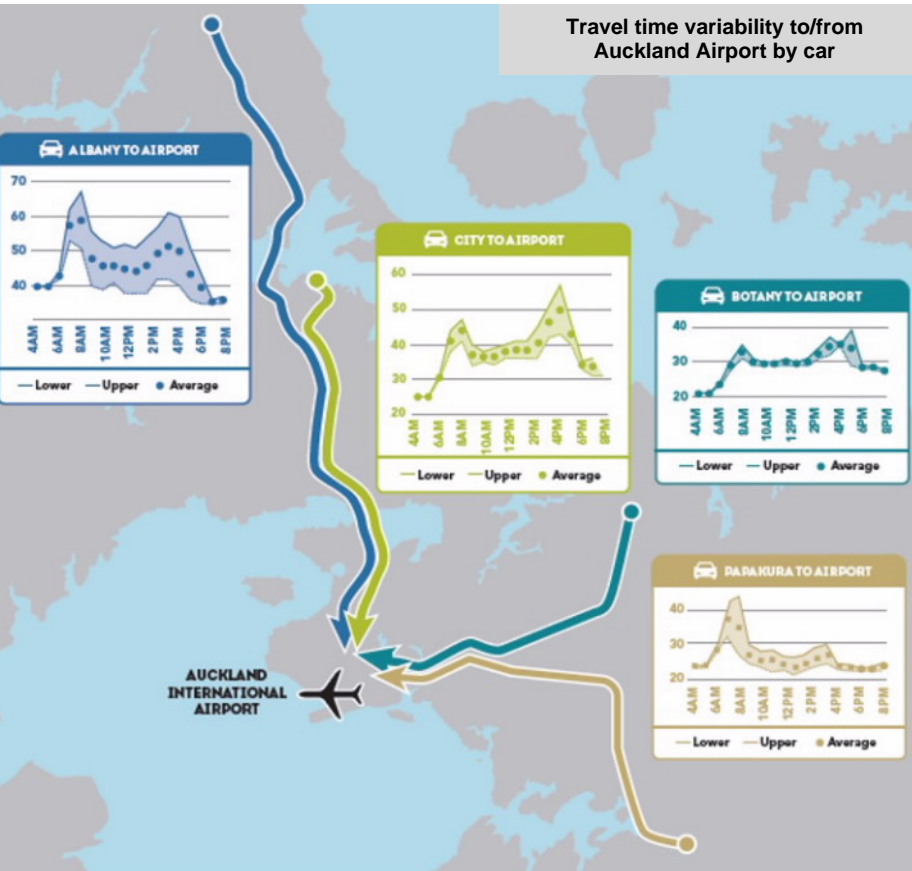 Travel time variability to/from
Auckland Airport by car
ALBANY TO AIRPORT
70
60
50
40
4AM 6AM 8AM 10AM 12PM 2PM 4PM 6PM 8PM
Lower Upper Average
CITY TO AIRPORT
60
50
40
30
20
4AM 6AM 8AM 10AM 12PM 2PM 4PM 6PM 8PM
Lower Upper Average
BOTANY TO AIRPORT
40
30
20
4AM 6AM 8AM 10AM 12PM 2PM 4PM 6PM 8PM
Lower Upper Average
PAPAKURA TO AIRPORT
40
30
20
4AM 6AM 8AM 10AM 12PM 2PM 4PM 6PM 8PM
Lower Upper Average
AUCKLAND
INTERNATIONAL
AIRPORT